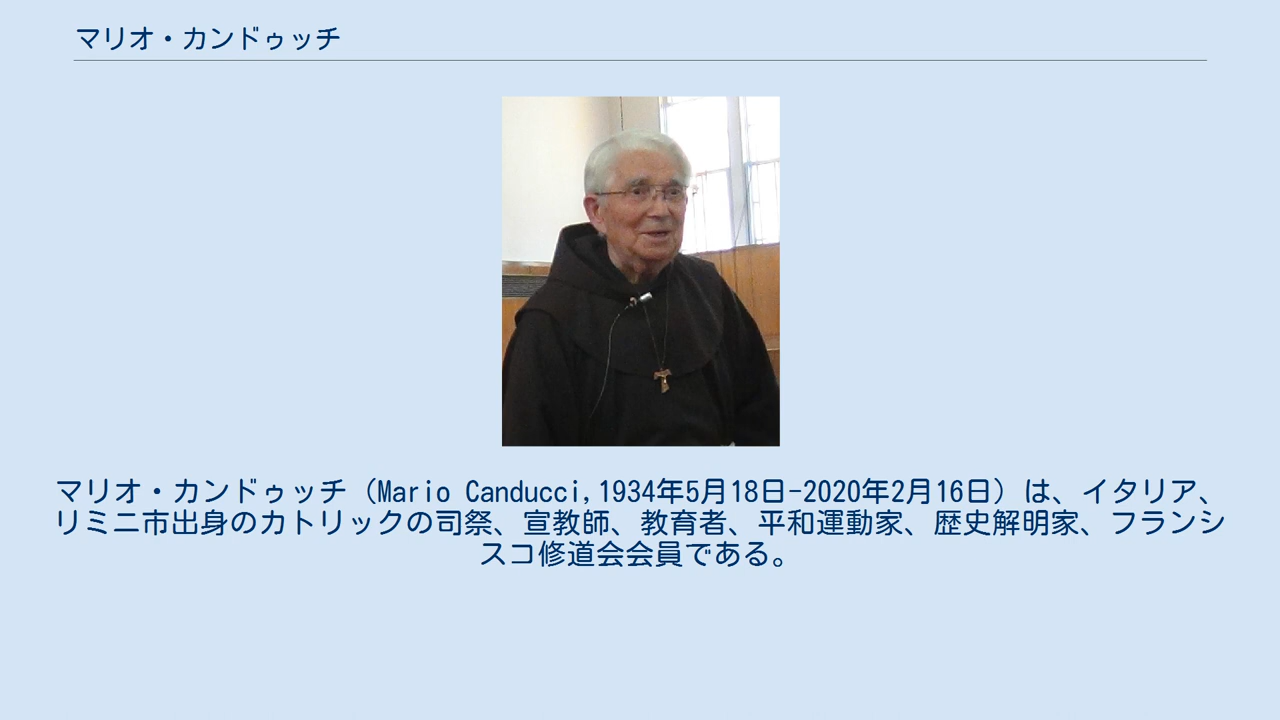 マリオ・カンドゥッチ
マリオ・カンドゥッチ（Mario Canducci,1934年5月18日-2020年2月16日）は、イタリア、
リミニ市出身のカトリックの司祭、宣教師、教育者、平和運動家、歴史解明家、フランシ
スコ修道会会員である。